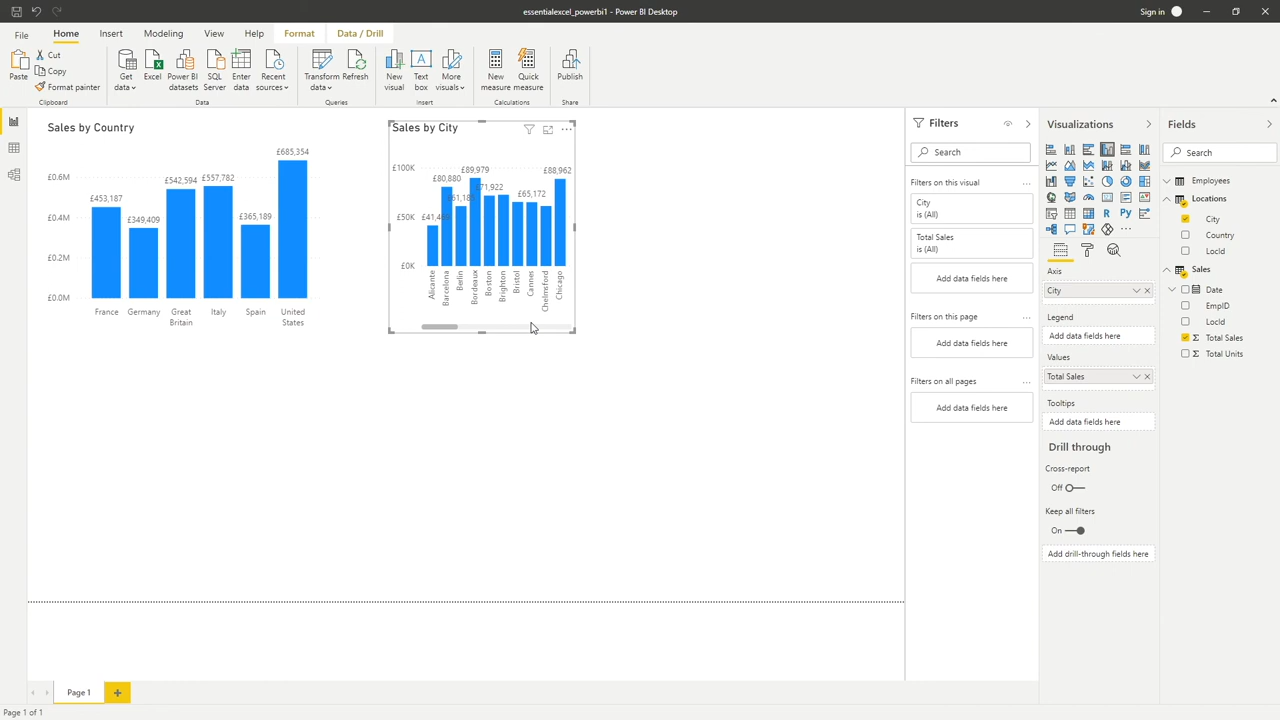 essentialexcel_powerbi1 - Power BI Desktop
Sign in
File
Home
Insert
Modeling
View
Help
Format
Data / Drill
Paste
Cut
Copy
Format painter
Clipboard
Get
data
Excel
Power BI
datasets
SQL
Server
Enter
data
Recent
sources
Data
Transform
data
Refresh
Queries
New
visual
Text
box
More
visuals
Insert
New
measure
Quick
measure
Calculations
Publish
Share
Sales by Country
£685,354
£542,594
£557,782
£453,187
£349,409
£365,189
£0.6M
£0.4M
£0.2M
£0.0M
France
Germany
Great
Britain
Italy
Spain
United
States
Sales by City
£100K
£50K
£0K
£80,880
£89,979
£65,172
£88,962
Alicante
Barcelona
Berlin
Bordeaux
Boston
Brighton
Bristol
Cannes
Chelmsford
Chicago
Filters
Search
Filters on this visual
City
is (All)
Total Sales
is (All)
Add data fields here
Filters on this page
Add data fields here
Filters on all pages
Add data fields here
Visualizations
R
Py
Axis
City
Legend
Add data fields here
Values
Total Sales
Tooltips
Add data fields here
Drill through
Cross-report
Off
Keep all filters
On
Add drill-through fields here
Fields
Search
Employees
Locations
City
Country
LocId
Sales
Date
EmpID
LocId
Σ Total Sales
Σ Total Units
Page 1
Page 1 of 1